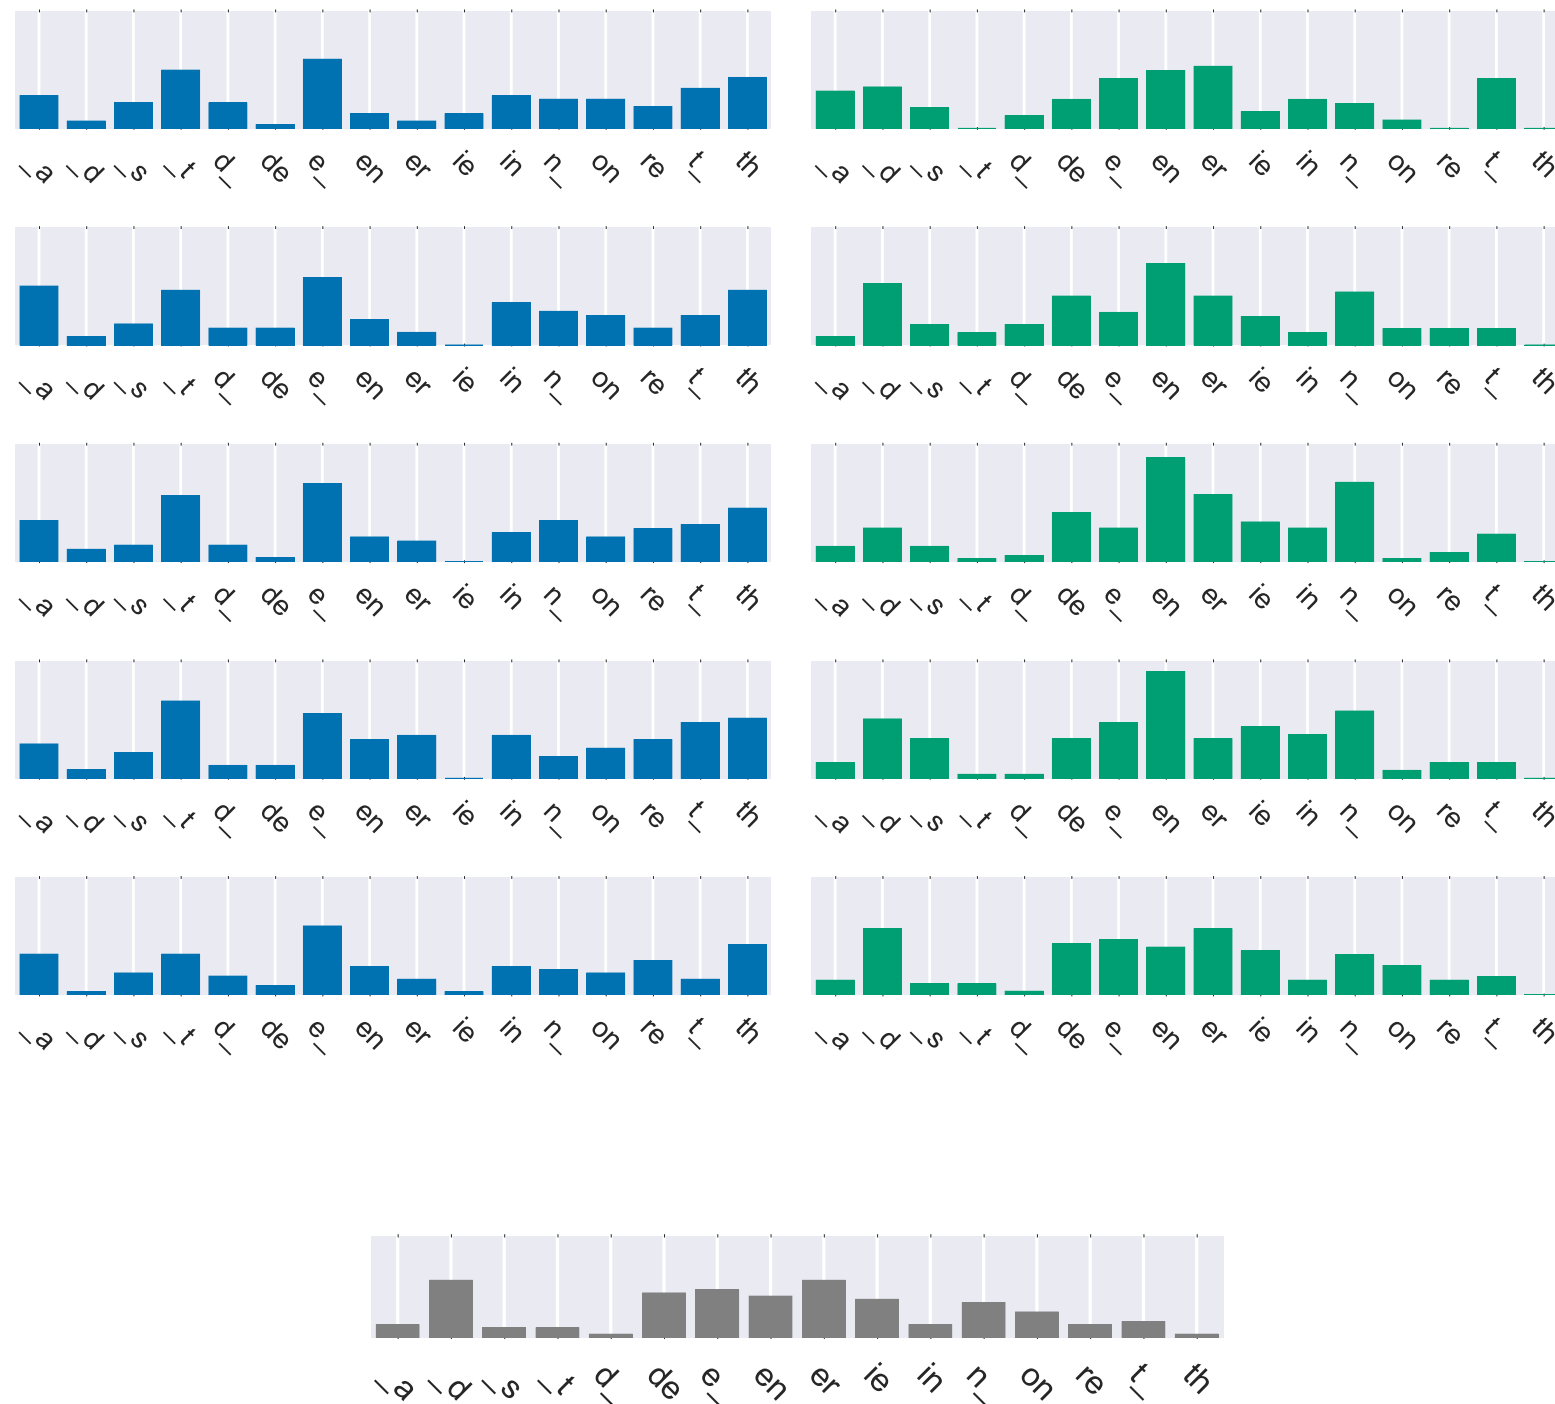 _a _d _s _t d_ de e_ en er ie in n_ on re t_ th
_a _d _s _t d_ de e_ en er ie in n_ on re t_ th
_a _d _s _t d_ de e_ en er ie in n_ on re t_ th
_a _d _s _t d_ de e_ en er ie in n_ on re t_ th
_a _d _s _t d_ de e_ en er ie in n_ on re t_ th
_a _d _s _t d_ de e_ en er ie in n_ on re t_ th
_a _d _s _t d_ de e_ en er ie in n_ on re t_ th
_a _d _s _t d_ de e_ en er ie in n_ on re t_ th
_a _d _s _t d_ de e_ en er ie in n_ on re t_ th
_a _d _s _t d_ de e_ en er ie in n_ on re t_ th
_a _d _s _t d_ de e_ en er ie in n_ on re t_ th